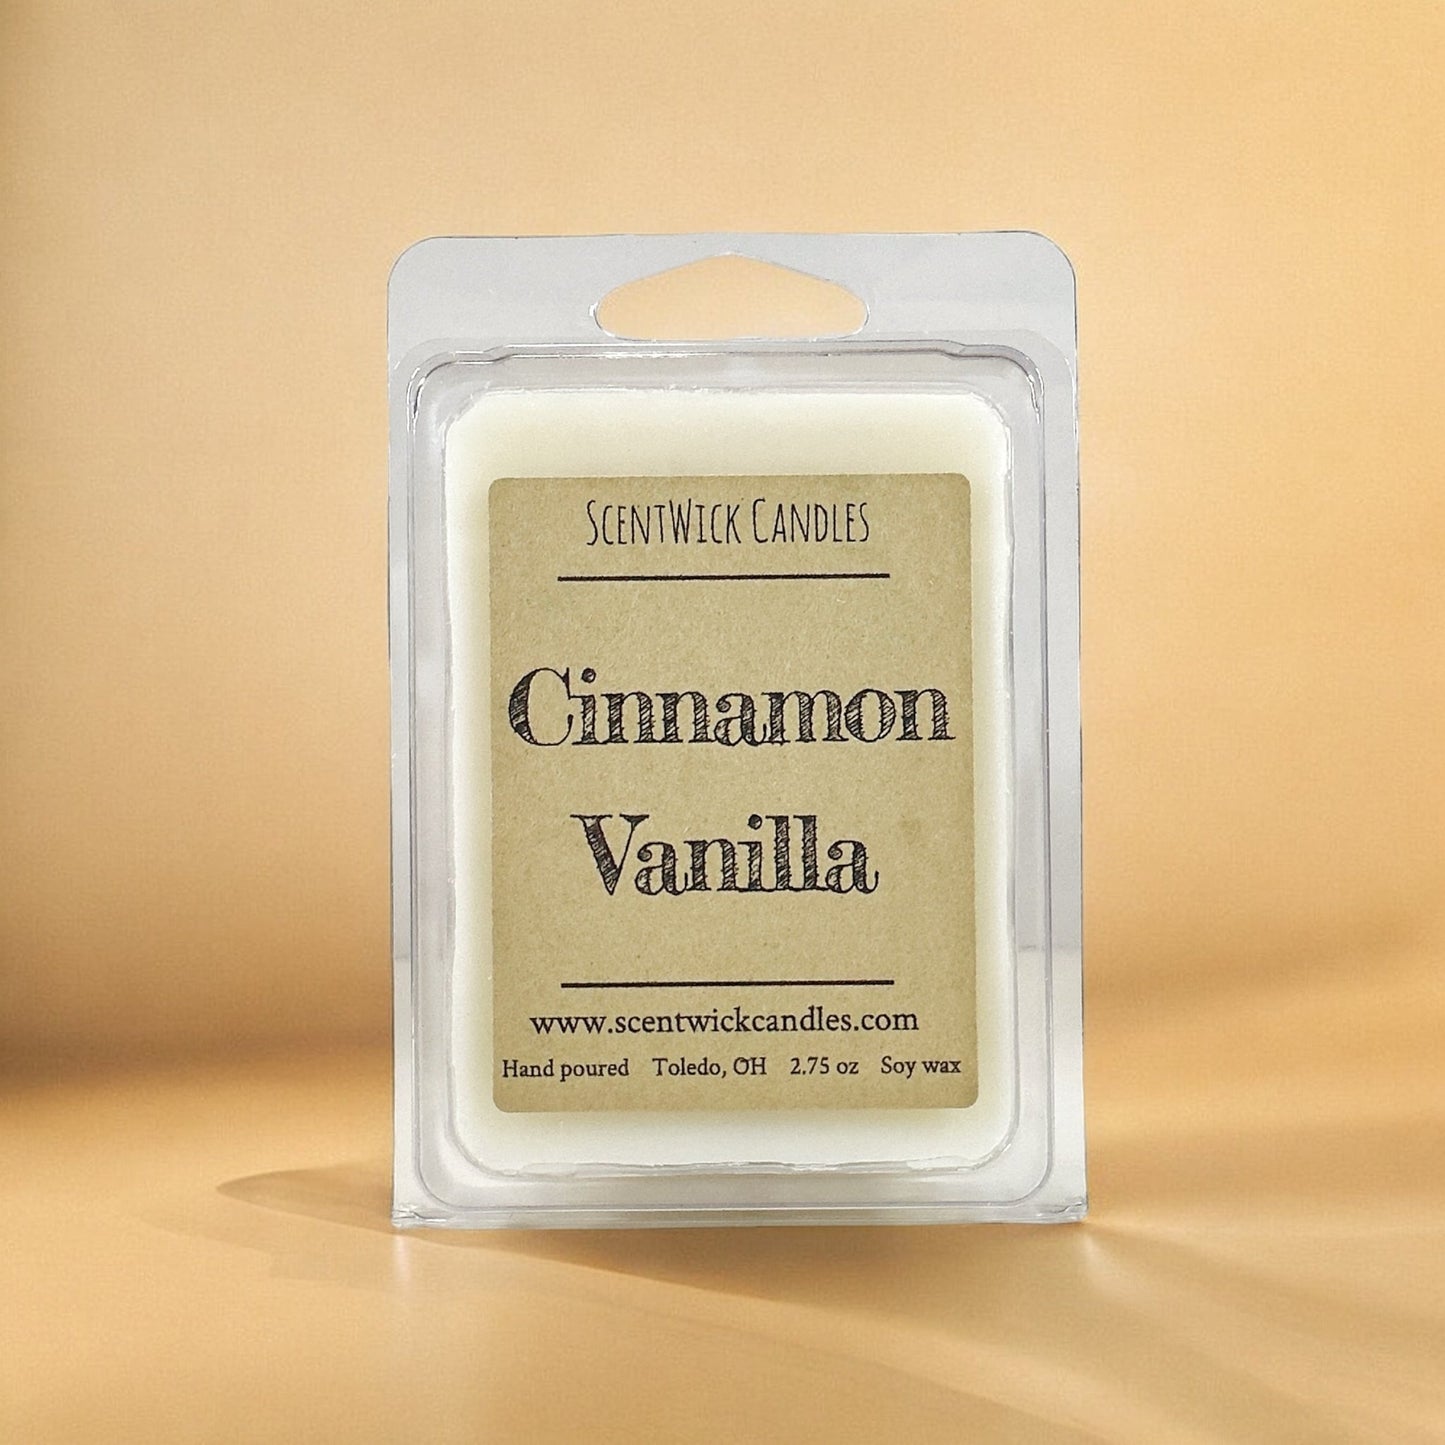 ScentWick Candles
Cinnamon
Vanilla
www.scentwickcandles.com
Hand poured Toledo, OH 2.75 oz Soy wax